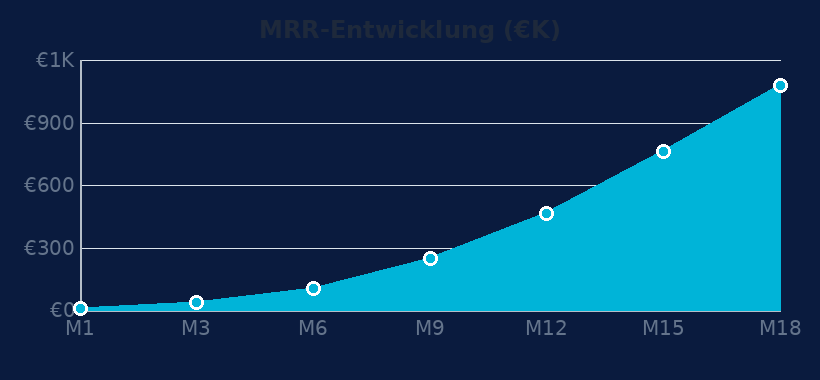 MRR-Entwicklung (€K)
€1K
€900
€600
€300
€0
M1 M3 M6 M9 M12 M15 M18